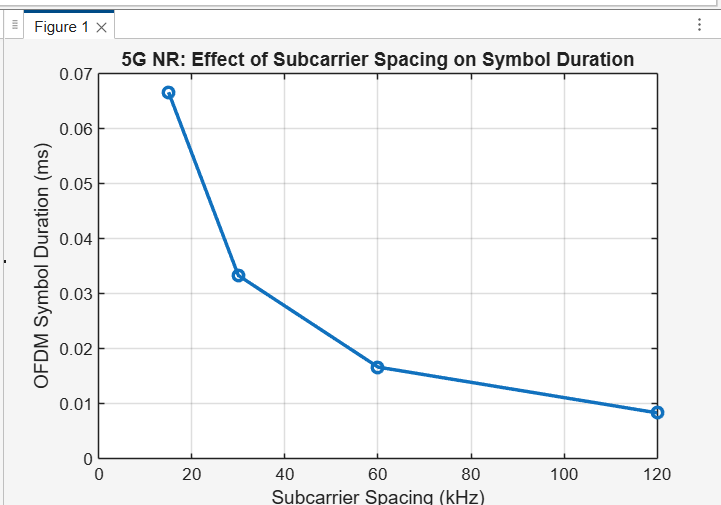 Figure 1
5G NR: Effect of Subcarrier Spacing on Symbol Duration
OFDM Symbol Duration (ms)
0.07
0.06
0.05
0.04
0.03
0.02
0.01
0
0 20 40 60 80 100 120
Subcarrier Spacing (kHz)